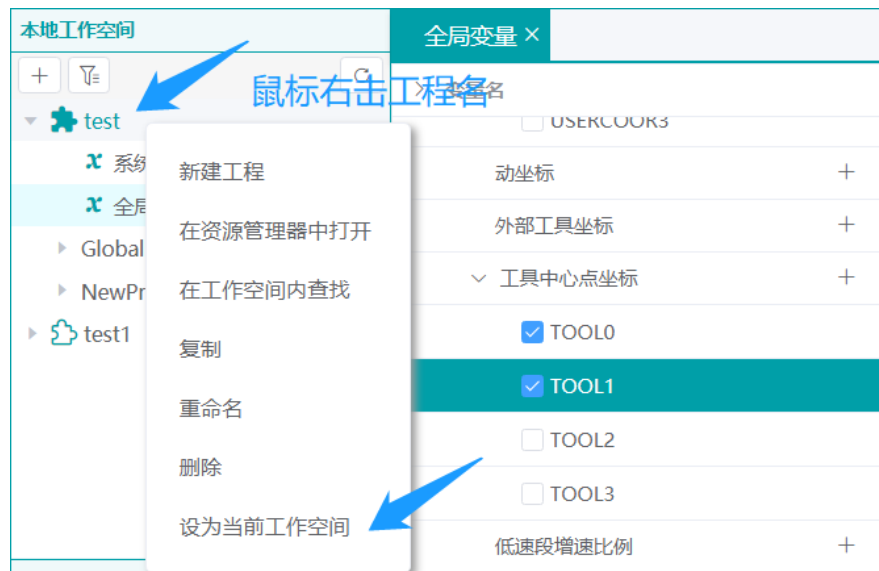 本地工作空间
全局变量 ×
鼠标右击工程名
变量名
test
USERCOOR3
系统
新建工程
动坐标
全局
在资源管理器中打开
外部工具坐标
Global
在工作空间内查找
工具中心点坐标
NewPr
test1
复制
TOOL0
重命名
TOOL1
删除
TOOL2
设为当前工作空间
TOOL3
低速段增速比例